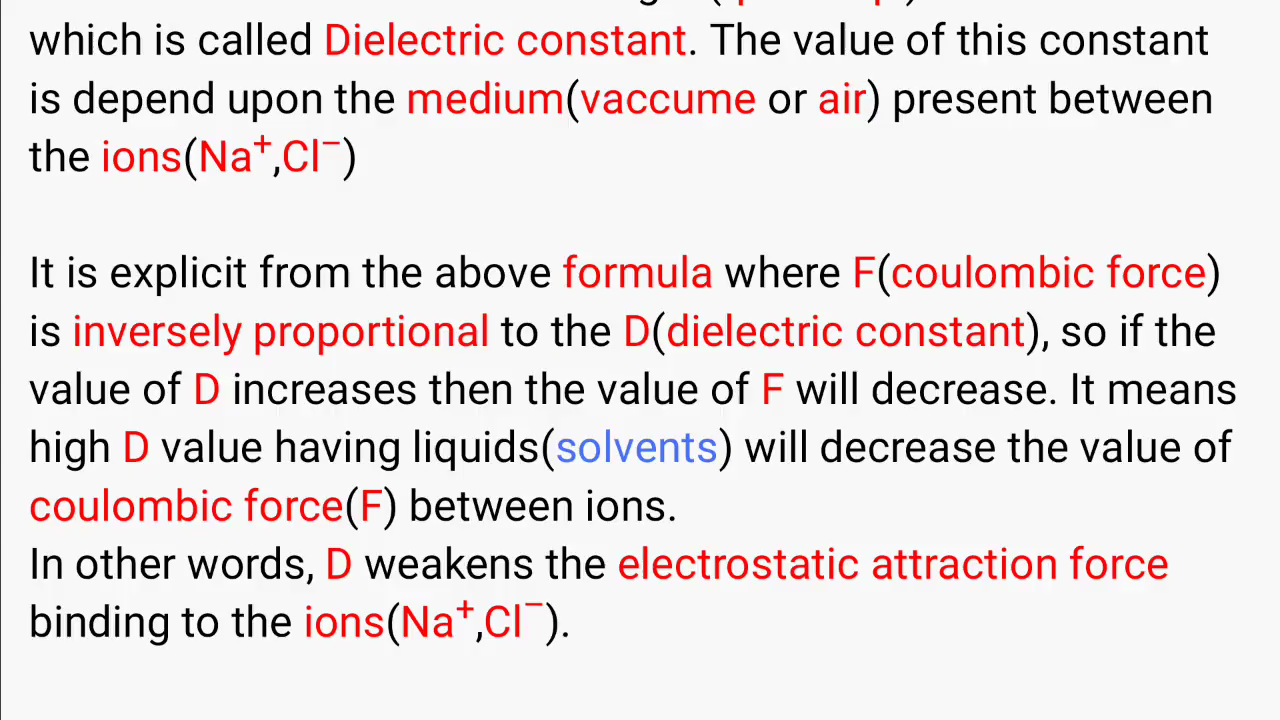 which is called Dielectric constant. The value of this constant
is depend upon the medium(vaccume or air) present between
the ions(Na⁺,Cl⁻)
It is explicit from the above formula where F(coulombic force)
is inversely proportional to the D(dielectric constant), so if the
value of D increases then the value of F will decrease. It means
high D value having liquids(solvents) will decrease the value of
coulombic force(F) between ions.
In other words, D weakens the electrostatic attraction force
binding to the ions(Na⁺,Cl⁻).